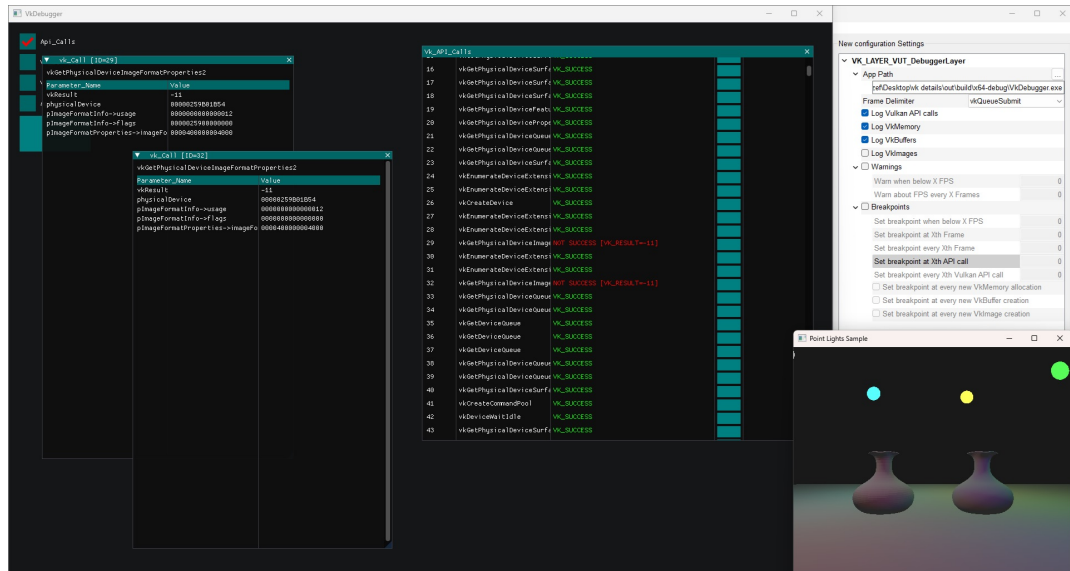 VkDebugger
Api_Calls
vk_Call [ID=29]
vkGetPhysicalDeviceImageFormatProperties2
Parameter_Name Value
vkResult -11
physicalDevice 00000259B01B54
pImageFormatInfo->usage 0000000000000012
pImageFormatInfo->flags 0000025900000000
pImageFormatProperties->imageFo 0000400000004000
vk_Call [ID=32]
vkGetPhysicalDeviceImageFormatProperties2
Parameter_Name Value
vkResult -11
physicalDevice 00000259B01B54
pImageFormatInfo->usage 0000000000000012
pImageFormatInfo->flags 0000000000000000
pImageFormatProperties->imageFo 0000400000004000
Vk_API_Calls
16 vkGetPhysicalDeviceSurfa VK_SUCCESS
17 vkGetPhysicalDeviceSurfa VK_SUCCESS
18 vkGetPhysicalDeviceSurfa VK_SUCCESS
19 vkGetPhysicalDeviceFeatu VK_SUCCESS
20 vkGetPhysicalDevicePrope VK_SUCCESS
21 vkGetPhysicalDeviceQueue VK_SUCCESS
22 vkGetPhysicalDeviceQueue VK_SUCCESS
23 vkGetPhysicalDeviceSurfa VK_SUCCESS
24 vkEnumerateDeviceExtensi VK_SUCCESS
25 vkEnumerateDeviceExtensi VK_SUCCESS
26 vkCreateDevice VK_SUCCESS
27 vkEnumerateDeviceExtensi VK_SUCCESS
28 vkEnumerateDeviceExtensi VK_SUCCESS
29 vkGetPhysicalDeviceImage NOT SUCCESS [VK_RESULT=-11]
30 vkEnumerateDeviceExtensi VK_SUCCESS
31 vkEnumerateDeviceExtensi VK_SUCCESS
32 vkGetPhysicalDeviceImage NOT SUCCESS [VK_RESULT=-11]
33 vkGetPhysicalDeviceQueue VK_SUCCESS
34 vkGetPhysicalDeviceQueue VK_SUCCESS
35 vkGetDeviceQueue VK_SUCCESS
36 vkGetDeviceQueue VK_SUCCESS
37 vkGetDeviceQueue VK_SUCCESS
38 vkGetPhysicalDeviceQueue VK_SUCCESS
39 vkGetPhysicalDeviceQueue VK_SUCCESS
40 vkGetPhysicalDeviceSurfa VK_SUCCESS
41 vkCreateCommandPool VK_SUCCESS
42 vkDeviceWaitIdle VK_SUCCESS
43 vkGetPhysicalDeviceSurfa VK_SUCCESS
New configuration Settings
VK_LAYER_VUT_DebuggerLayer
App Path ...
ref\Desktop\vk details\out\build\x64-debug\VkDebugger.exe
Frame Delimiter vkQueueSubmit
Log Vulkan API calls
Log VkMemory
Log VkBuffers
Log VkImages
Warnings
Warn when below X FPS 0
Warn about FPS every X Frames 0
Breakpoints
Set breakpoint when below X FPS 0
Set breakpoint at Xth Frame 0
Set breakpoint every Xth Frame 0
Set breakpoint at Xth API call 0
Set breakpoint every Xth Vulkan API call 0
Set breakpoint at every new VkMemory allocation
Set breakpoint at every new VkBuffer creation
Set breakpoint at every new VkImage creation
Point Lights Sample